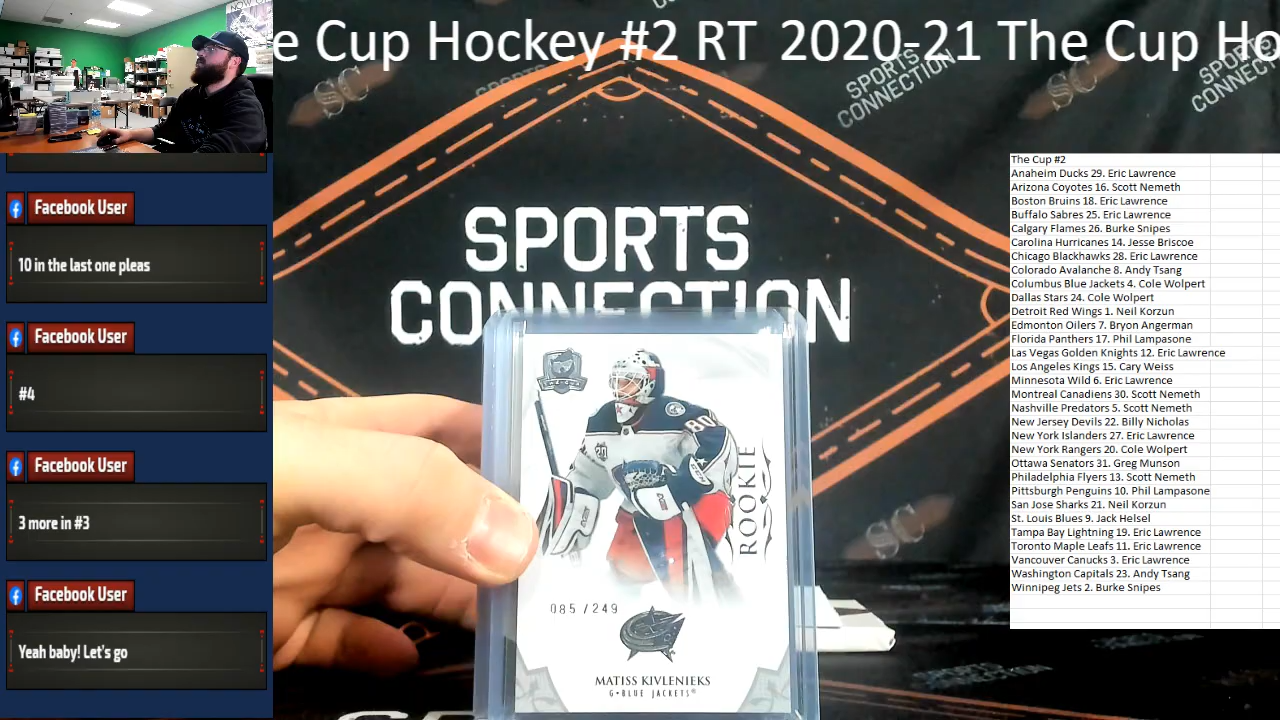 e Cup Hockey #2 RT 2020-21 The Cup Ho
SPORTS
CONNECTION
SC
SPORTS
CONNECTION
SC
SPORTS
CONNECTION
SC
Facebook User
10 in the last one pleas
Facebook User
#4
Facebook User
3 more in #3
Facebook User
Yeah baby! Let's go
80
20
ROOKIE
085 / 249
MATISS KIVLENIEKS
G•BLUE JACKETS®
The Cup #2
Anaheim Ducks 29. Eric Lawrence
Arizona Coyotes 16. Scott Nemeth
Boston Bruins 18. Eric Lawrence
Buffalo Sabres 25. Eric Lawrence
Calgary Flames 26. Burke Snipes
Carolina Hurricanes 14. Jesse Briscoe
Chicago Blackhawks 28. Eric Lawrence
Colorado Avalanche 8. Andy Tsang
Columbus Blue Jackets 4. Cole Wolpert
Dallas Stars 24. Cole Wolpert
Detroit Red Wings 1. Neil Korzun
Edmonton Oilers 7. Bryon Angerman
Florida Panthers 17. Phil Lampasone
Las Vegas Golden Knights 12. Eric Lawrence
Los Angeles Kings 15. Cary Weiss
Minnesota Wild 6. Eric Lawrence
Montreal Canadiens 30. Scott Nemeth
Nashville Predators 5. Scott Nemeth
New Jersey Devils 22. Billy Nicholas
New York Islanders 27. Eric Lawrence
New York Rangers 20. Cole Wolpert
Ottawa Senators 31. Greg Munson
Philadelphia Flyers 13. Scott Nemeth
Pittsburgh Penguins 10. Phil Lampasone
San Jose Sharks 21. Neil Korzun
St. Louis Blues 9. Jack Helsel
Tampa Bay Lightning 19. Eric Lawrence
Toronto Maple Leafs 11. Eric Lawrence
Vancouver Canucks 3. Eric Lawrence
Washington Capitals 23. Andy Tsang
Winnipeg Jets 2. Burke Snipes